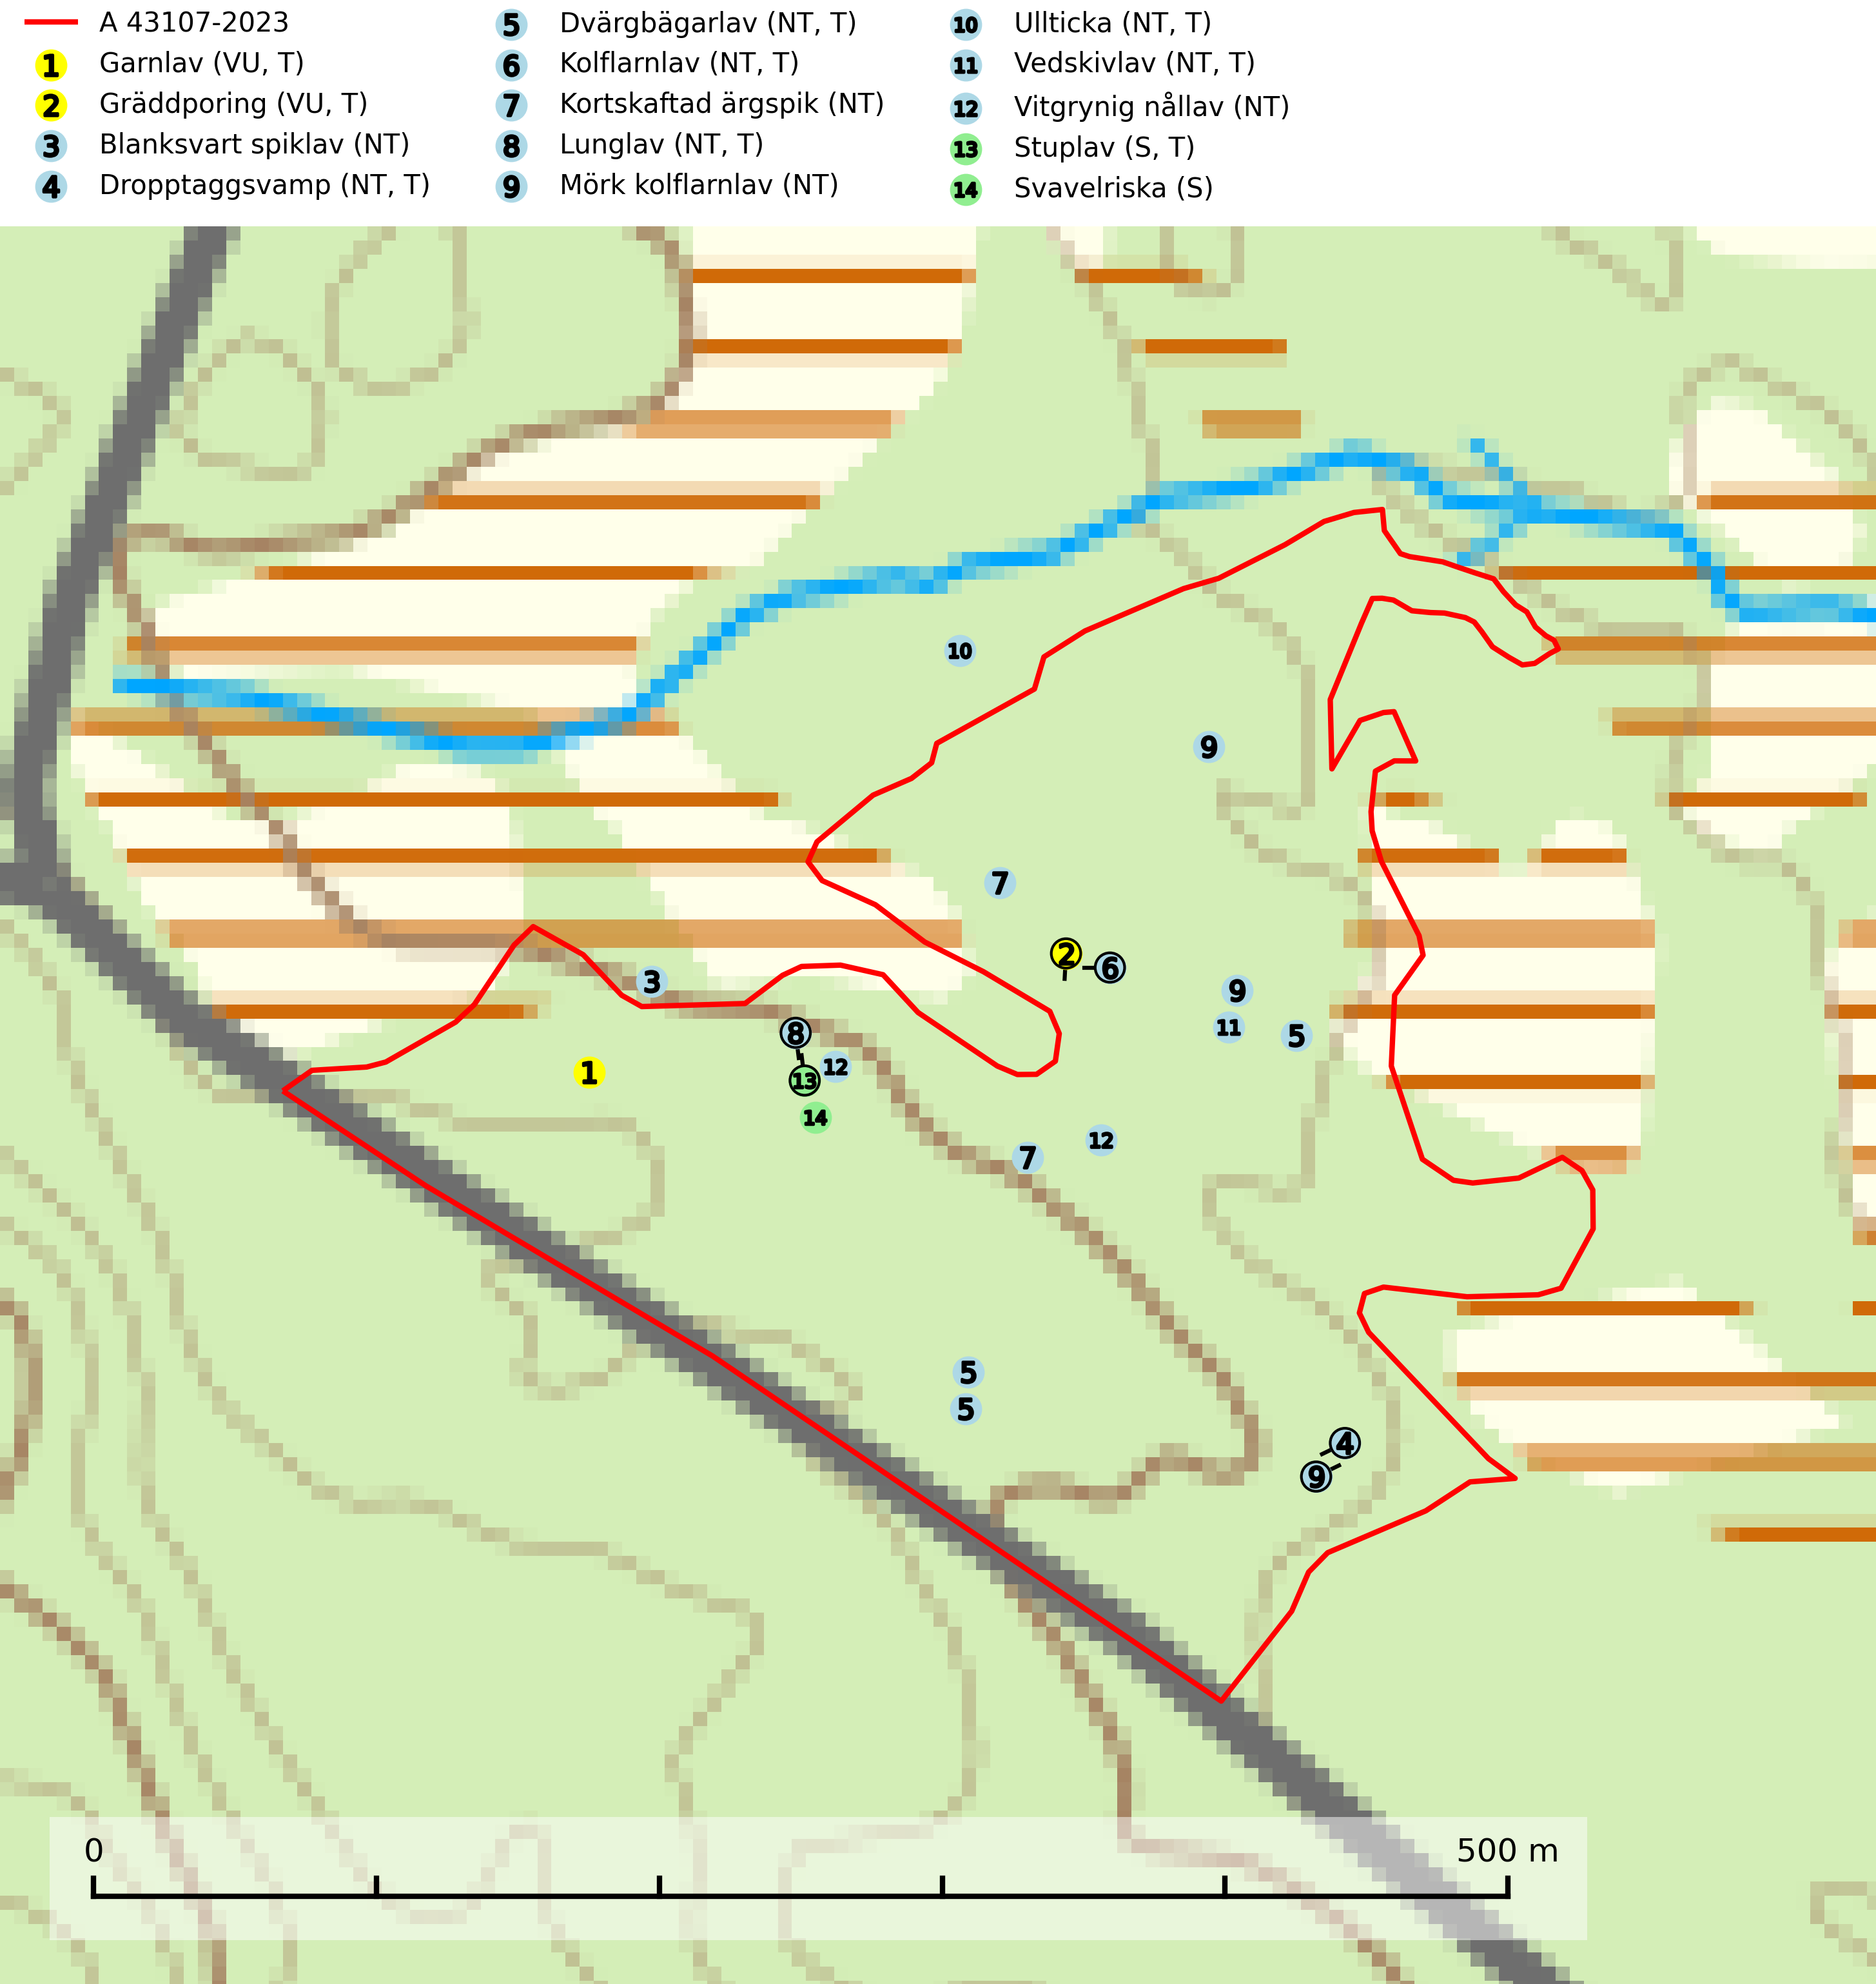 A 43107-2023
1 Garnlav (VU, T)
2 Gräddporing (VU, T)
3 Blanksvart spiklav (NT)
4 Dropptaggsvamp (NT, T)
5 Dvärgbägarlav (NT, T)
6 Kolflarnlav (NT, T)
7 Kortskaftad ärgspik (NT)
8 Lunglav (NT, T)
9 Mörk kolflarnlav (NT)
10 Ullticka (NT, T)
11 Vedskivlav (NT, T)
12 Vitgrynig nållav (NT)
13 Stuplav (S, T)
14 Svavelriska (S)
10
9
7
2
6
3
9
11
5
8
12
1
13
14
12
7
5
5
4
9
0
500 m